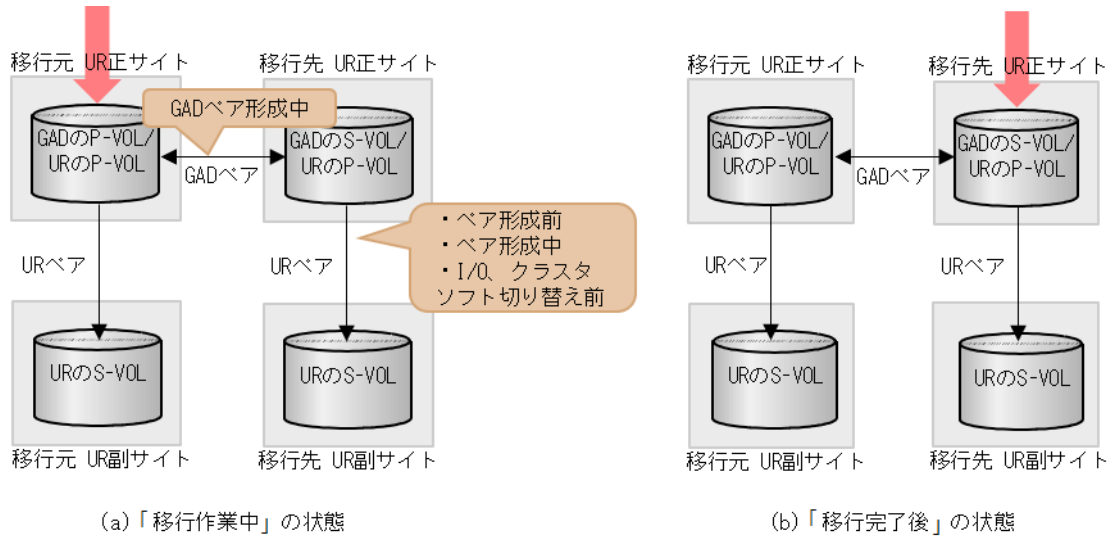 移行元 UR正サイト
移行先 UR正サイト
GADペア形成中
GADのP-VOL/
URのP-VOL
GADペア
GADのS-VOL/
URのP-VOL
・ペア形成前
・ペア形成中
・I/O、クラスタ
ソフト切り替え前
URペア
URペア
URのS-VOL
URのS-VOL
移行元 UR副サイト
移行先 UR副サイト
(a)「移行作業中」の状態
移行元 UR正サイト
移行先 UR正サイト
GADのP-VOL/
URのP-VOL
GADペア
GADのS-VOL/
URのP-VOL
URペア
URペア
URのS-VOL
URのS-VOL
移行元 UR副サイト
移行先 UR副サイト
(b)「移行完了後」の状態